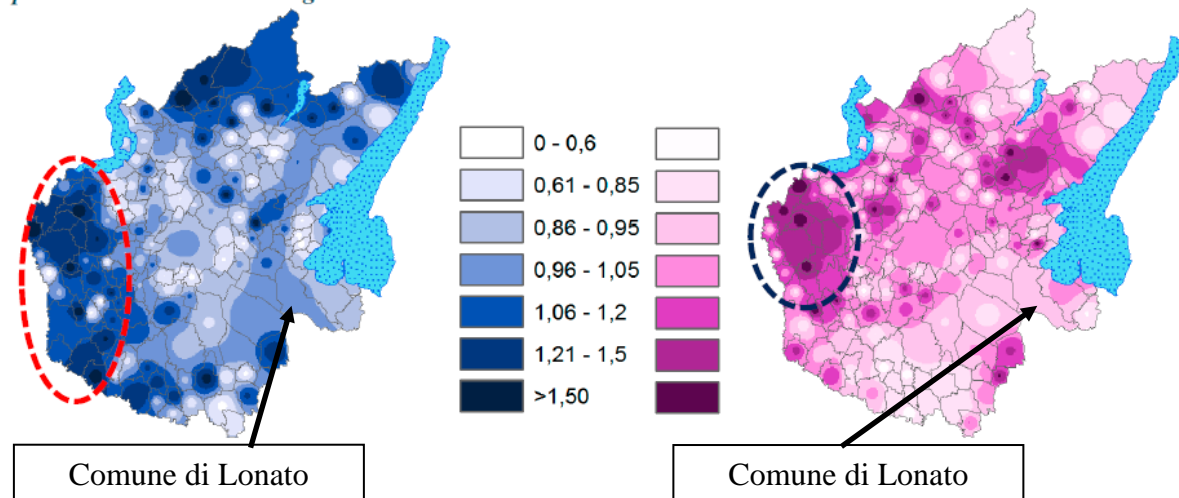 0 - 0,6
0,61 - 0,85
0,86 - 0,95
0,96 - 1,05
1,06 - 1,2
1,21 - 1,5
>1,50
Comune di Lonato
Comune di Lonato